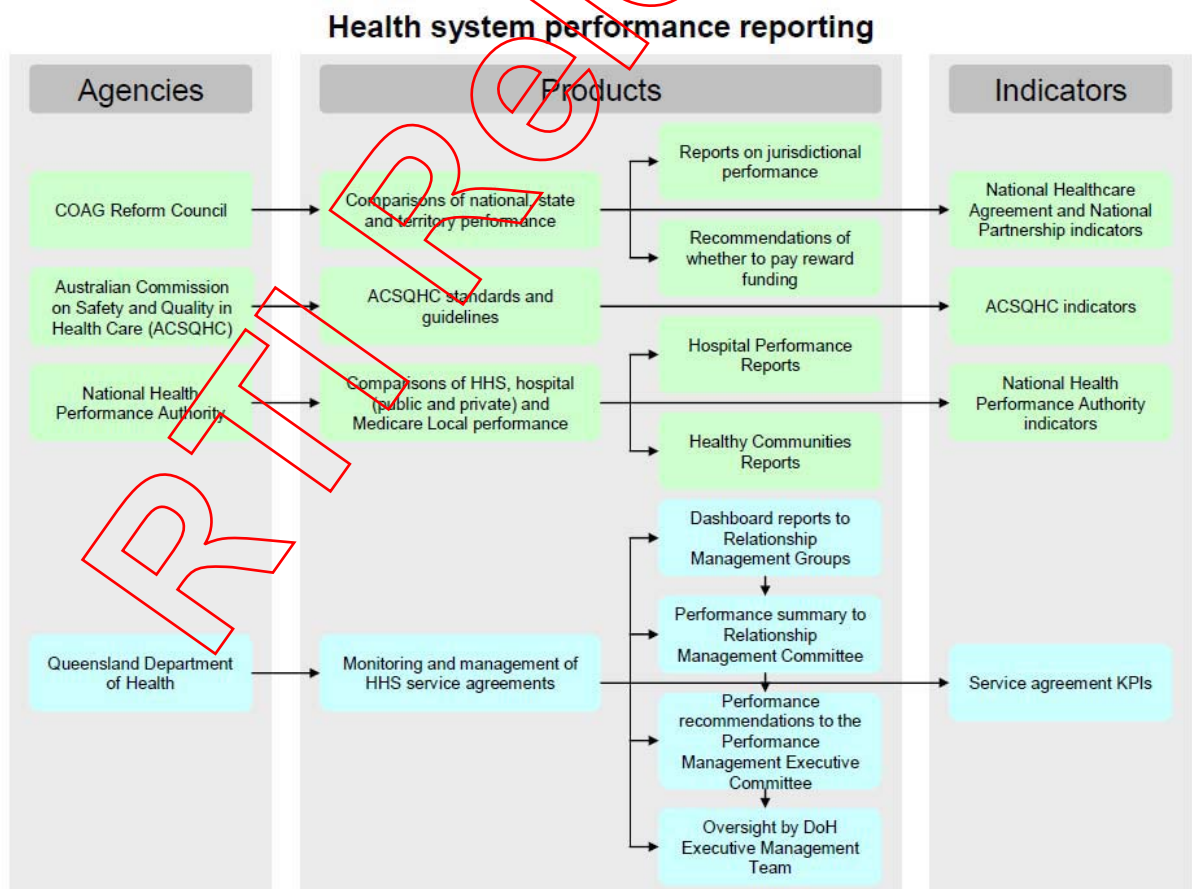 Health system performance reporting
Agencies
Products
Indicators
COAG Reform Council
Comparisons of national, state
and territory performance
Reports on jurisdictional
performance
Recommendations of
whether to pay reward
funding
National Healthcare
Agreement and National
Partnership indicators
Australian Commission
on Safety and Quality in
Health Care (ACSQHC)
ACSQHC standards and
guidelines
ACSQHC indicators
National Health
Performance Authority
Comparisons of HHS, hospital
(public and private) and
Medicare Local performance
Hospital Performance
Reports
Healthy Communities
Reports
National Health
Performance Authority
indicators
Queensland Department
of Health
Monitoring and management of
HHS service agreements
Dashboard reports to
Relationship
Management Groups
Performance summary to
Relationship
Management Committee
Performance
recommendations to the
Performance
Management Executive
Committee
Oversight by DoH
Executive Management
Team
Service agreement KPIs
RTI Re